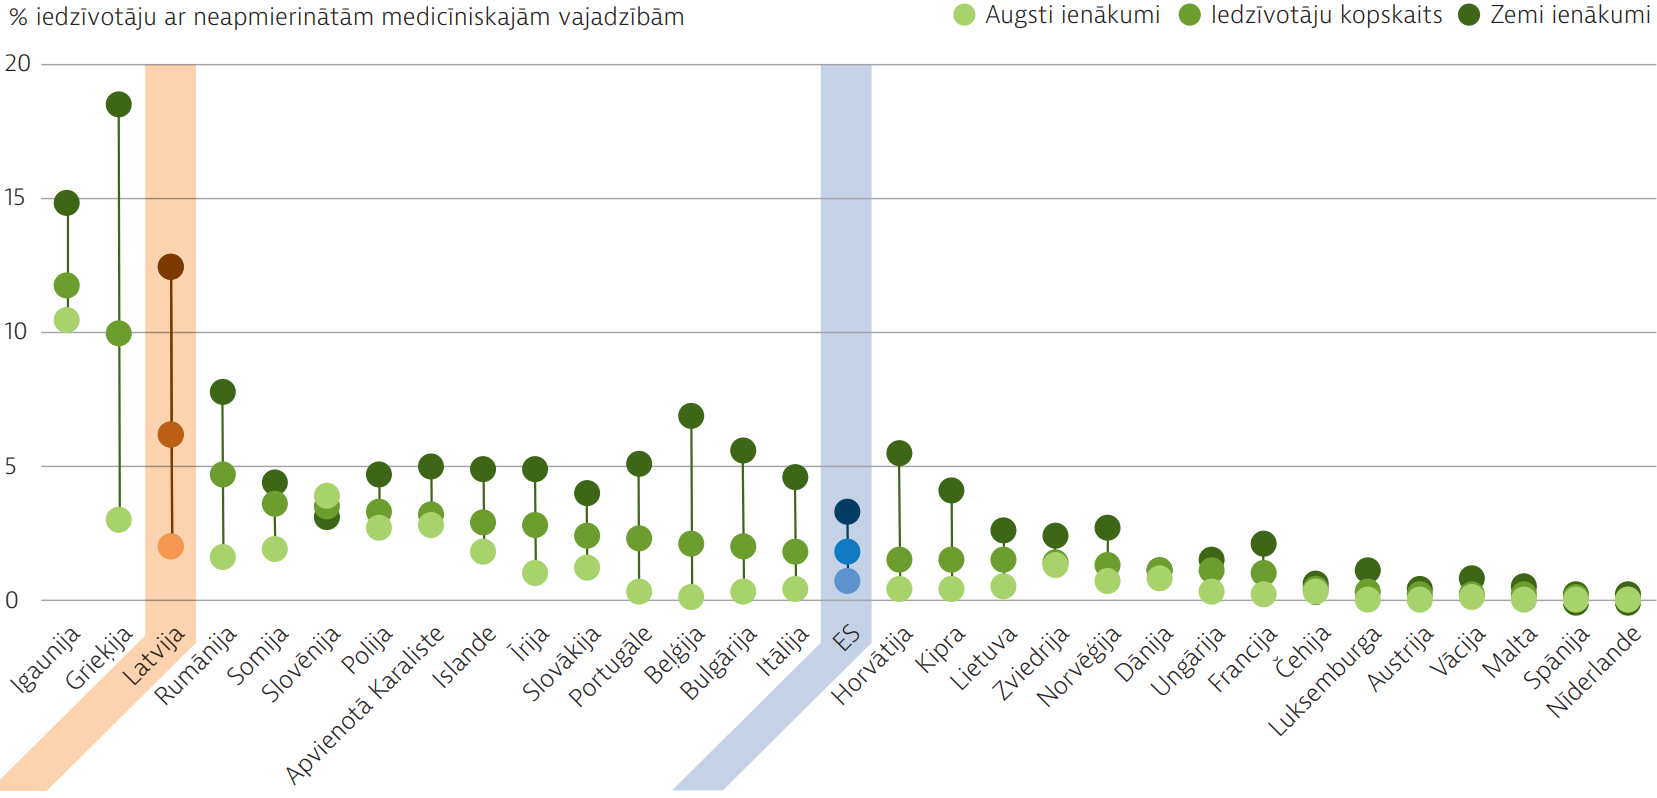 % iedzīvotāju ar neapmierinātām medicīniskajām vajadzībām
Augsti ienākumi
Iedzīvotāju kopskaits
Zemi ienākumi
20
15
10
5
0
Igaunija
Grieķija
Latvija
Rumānija
Somija
Slovēnija
Polija
Apvienotā Karaliste
Islande
Īrija
Slovākija
Portugāle
Beļģija
Bulgārija
Itālija
ES
Horvātija
Kipra
Lietuva
Zviedrija
Norvēģija
Dānija
Ungārija
Francija
Čehija
Luksemburga
Austrija
Vācija
Malta
Spānija
Nīderlande